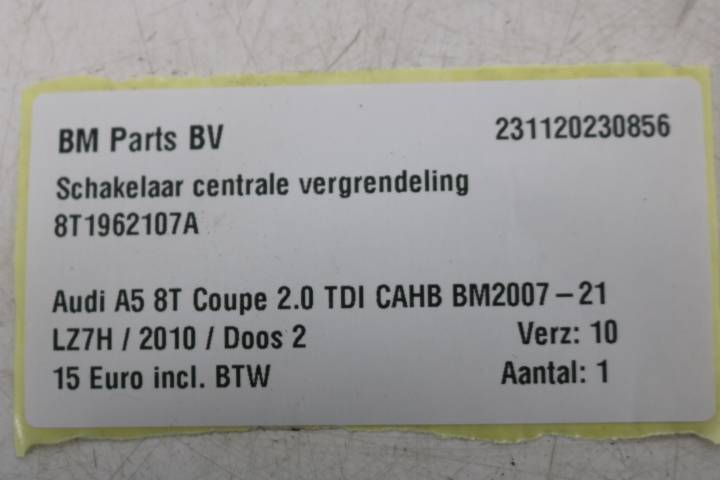 BM Parts BV 231120230856
Schakelaar centrale vergrendeling
8T1962107A
Audi A5 8T Coupe 2.0 TDI CAHB BM2007-21
LZ7H / 2010 / Doos 2 Verz: 10
15 Euro incl. BTW Aantal: 1